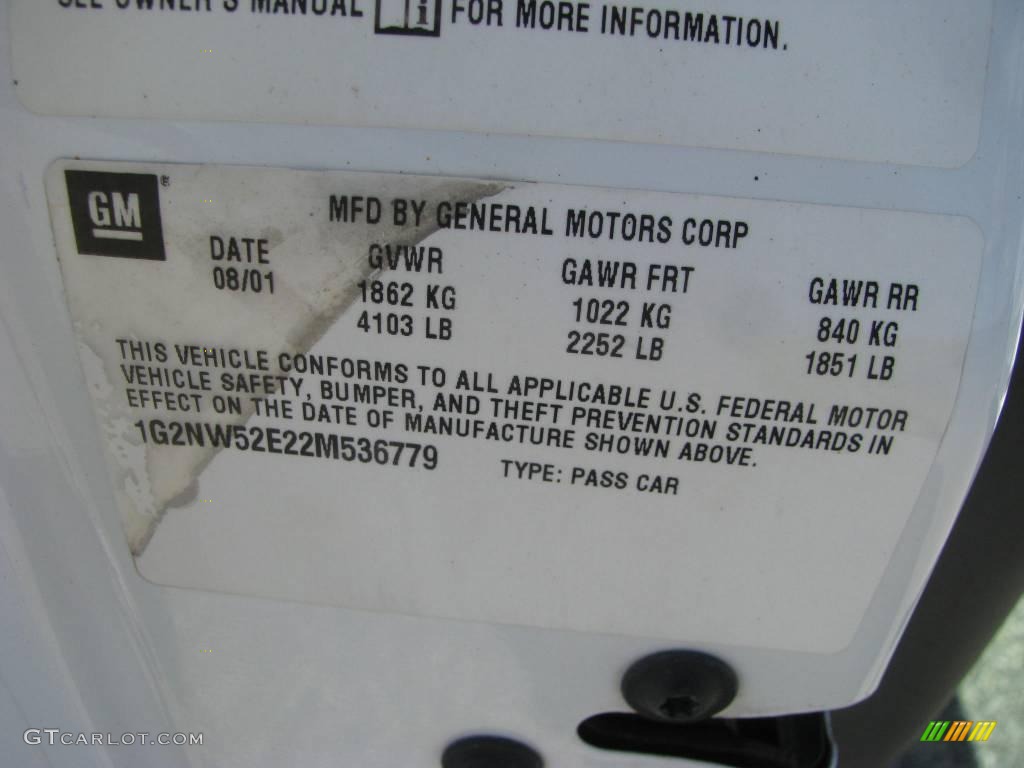 SEE OWNER'S MANUAL i FOR MORE INFORMATION.
GM ®
MFD BY GENERAL MOTORS CORP
DATE GVWR GAWR FRT GAWR RR
08/01 1862 KG 1022 KG 840 KG
4103 LB 2252 LB 1851 LB
THIS VEHICLE CONFORMS TO ALL APPLICABLE U.S. FEDERAL MOTOR
VEHICLE SAFETY, BUMPER, AND THEFT PREVENTION STANDARDS IN
EFFECT ON THE DATE OF MANUFACTURE SHOWN ABOVE.
1G2NW52E22M536779 TYPE: PASS CAR
GTCARLOT.COM